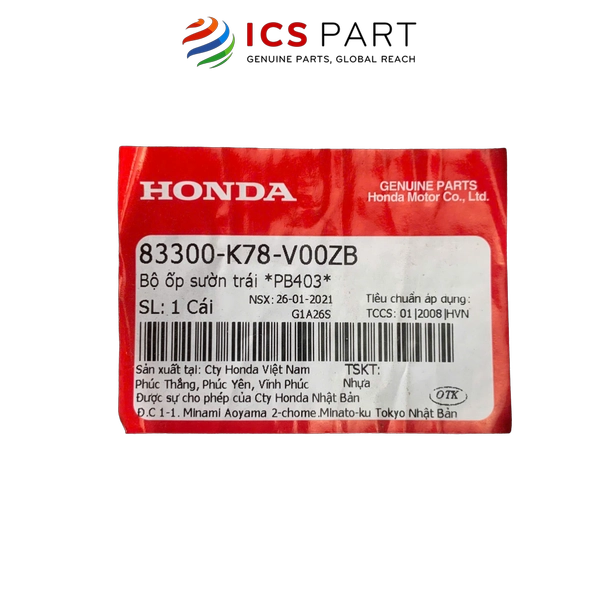 ICS PART
GENUINE PARTS, GLOBAL REACH
HONDA
GENUINE PARTS
Honda Motor Co., Ltd.
83300-K78-V00ZB
Bộ ốp sườn trái *PB403*
SL: 1 Cái
NSX: 26-01-2021
G1A26S
Tiêu chuẩn áp dụng:
TCCS: 01|2008|HVN
Sản xuất tại: Cty Honda Việt Nam
Phúc Thắng, Phúc Yên, Vĩnh Phúc
TSKT:
Nhựa
Được sự cho phép của Cty Honda Nhật Bản
Đ.C 1-1. Minami Aoyama 2-chome.Minato-ku Tokyo Nhật Bản
OTK